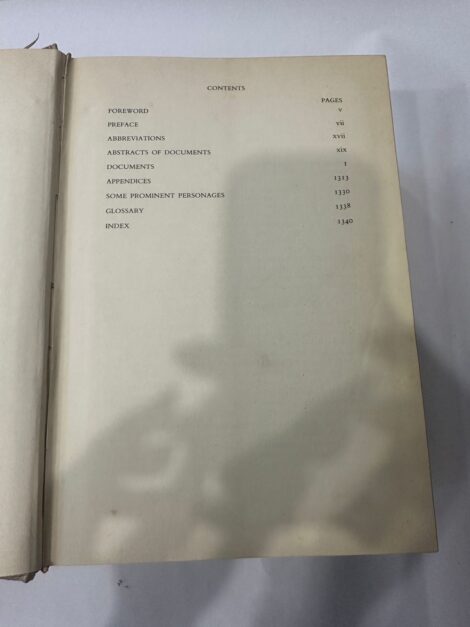 CONTENTS
PAGES
FOREWORD v
PREFACE vii
ABBREVIATIONS xvii
ABSTRACTS OF DOCUMENTS xix
DOCUMENTS 1
APPENDICES 1313
SOME PROMINENT PERSONAGES 1330
GLOSSARY 1338
INDEX 1340